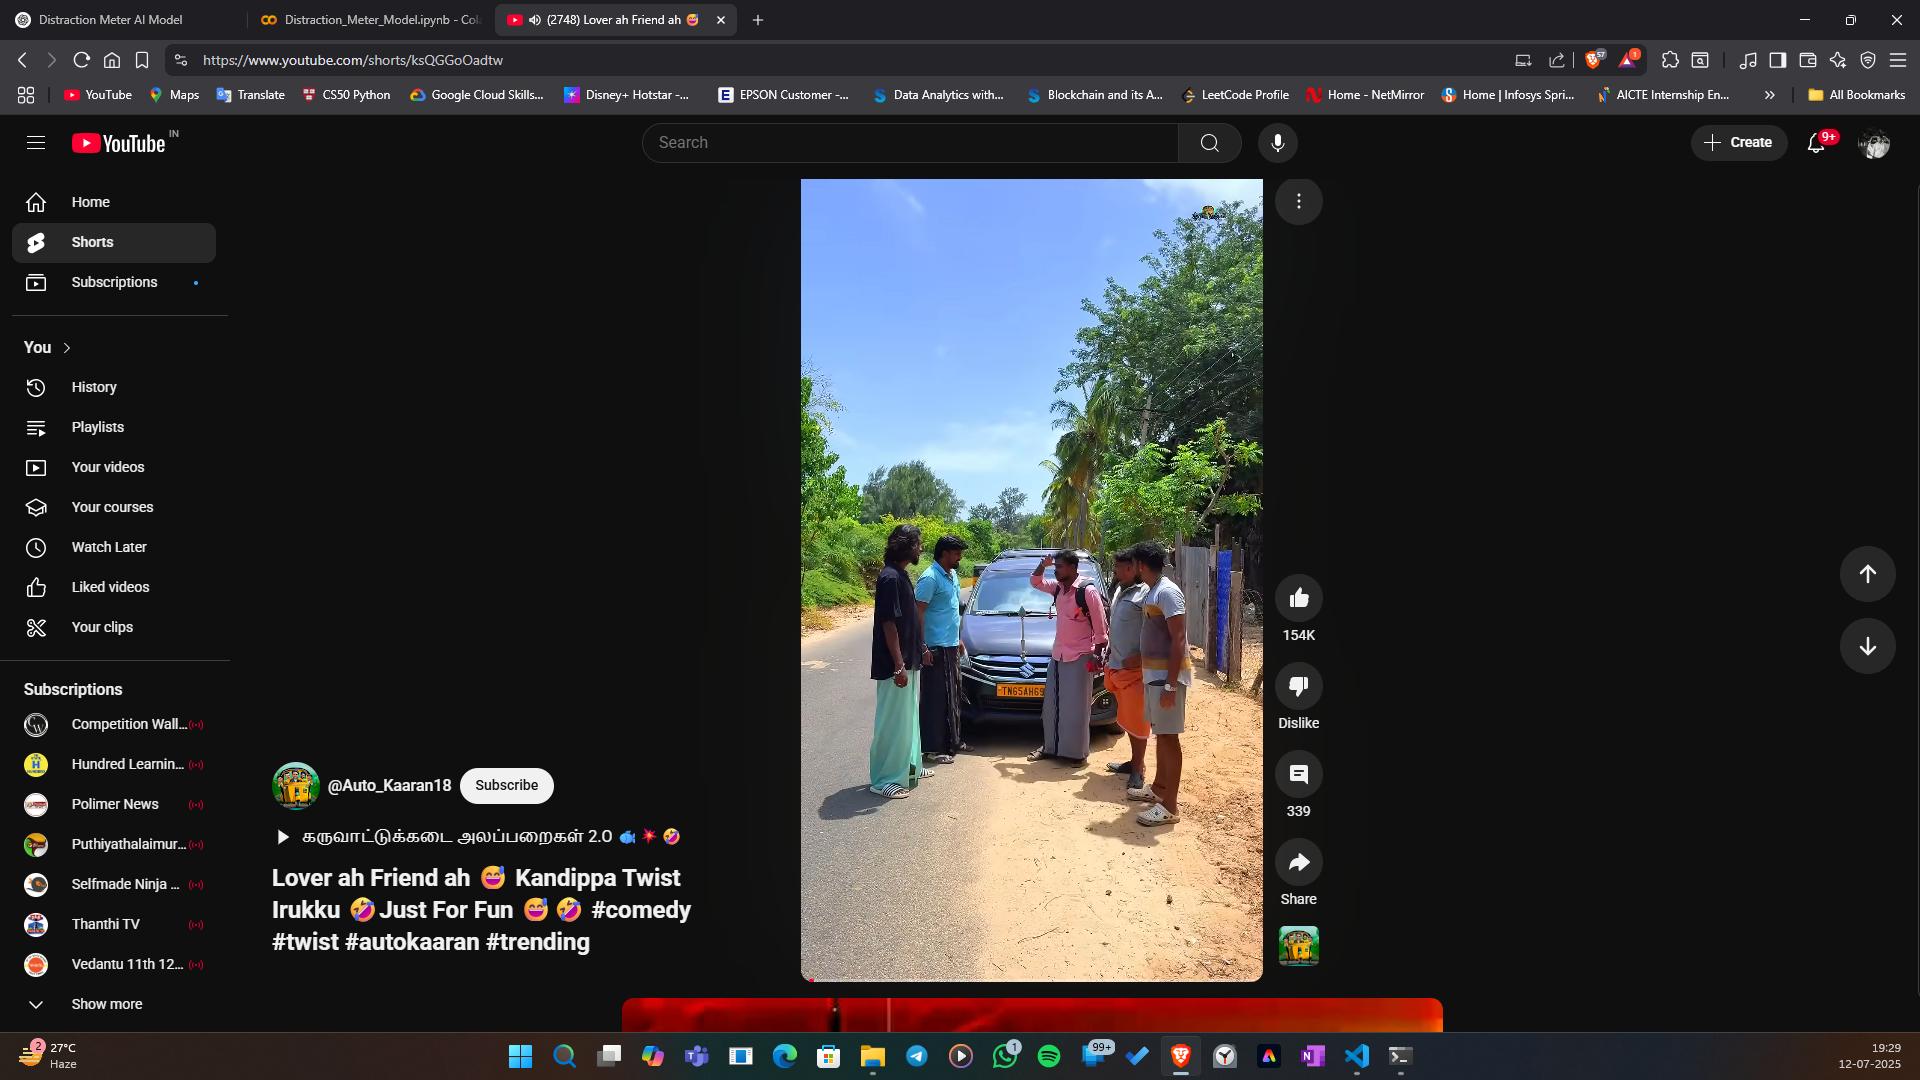 Distraction Meter AI Model
Distraction_Meter_Model.ipynb - Col
(2748) Lover ah Friend ah 😅
https://www.youtube.com/shorts/ksQGGoOadtw
57
1
YouTube
Maps
Translate
CS50 Python
Google Cloud Skills...
Disney+ Hotstar -...
EPSON Customer -...
Data Analytics with...
Blockchain and its A...
LeetCode Profile
Home - NetMirror
Home | Infosys Spri...
AICTE Internship En...
All Bookmarks
YouTube IN
Search
Create
9+
Home
Shorts
Subscriptions
You
History
Playlists
Your videos
Your courses
Watch Later
Liked videos
Your clips
Subscriptions
Competition Wall...
Hundred Learnin...
Polimer News
Puthiyathalaimur...
Selfmade Ninja ...
Thanthi TV
Vedantu 11th 12...
Show more
TN65AH69
@Auto_Kaaran18 Subscribe
கருவாட்டுக்கடை அலப்பறைகள் 2.0 🐟 💥 🤣
Lover ah Friend ah 😅 Kandippa Twist
Irukku 🤣Just For Fun 😅 🤣 #comedy
#twist #autokaaran #trending
154K
Dislike
339
Share
2
27°C
Haze
1
99+
19:29
12-07-2025